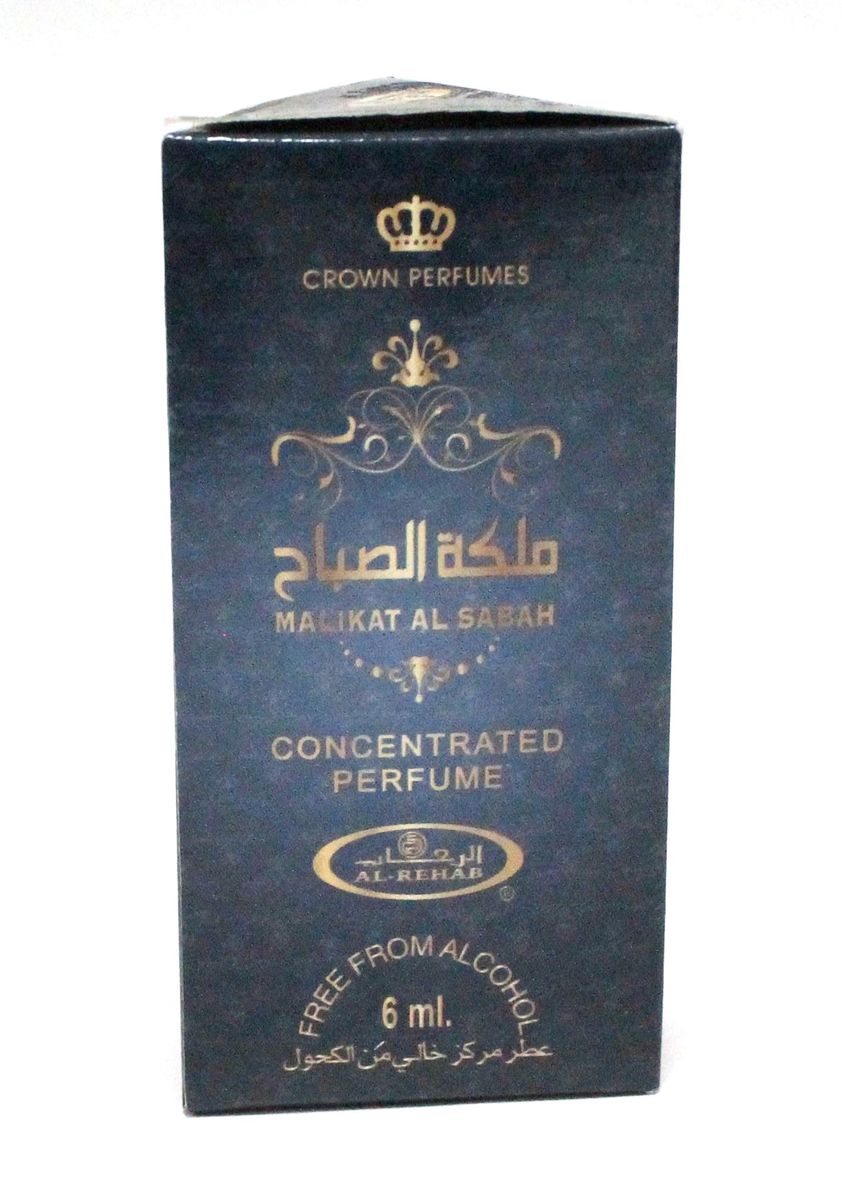 CROWN PERFUMES
ملكة الصباح
MALIKAT AL SABAH
CONCENTRATED
PERFUME
الرحاب
AL-REHAB
®
FREE FROM ALCOHOL
6 ml.
عطر مركز خالي من الكحول